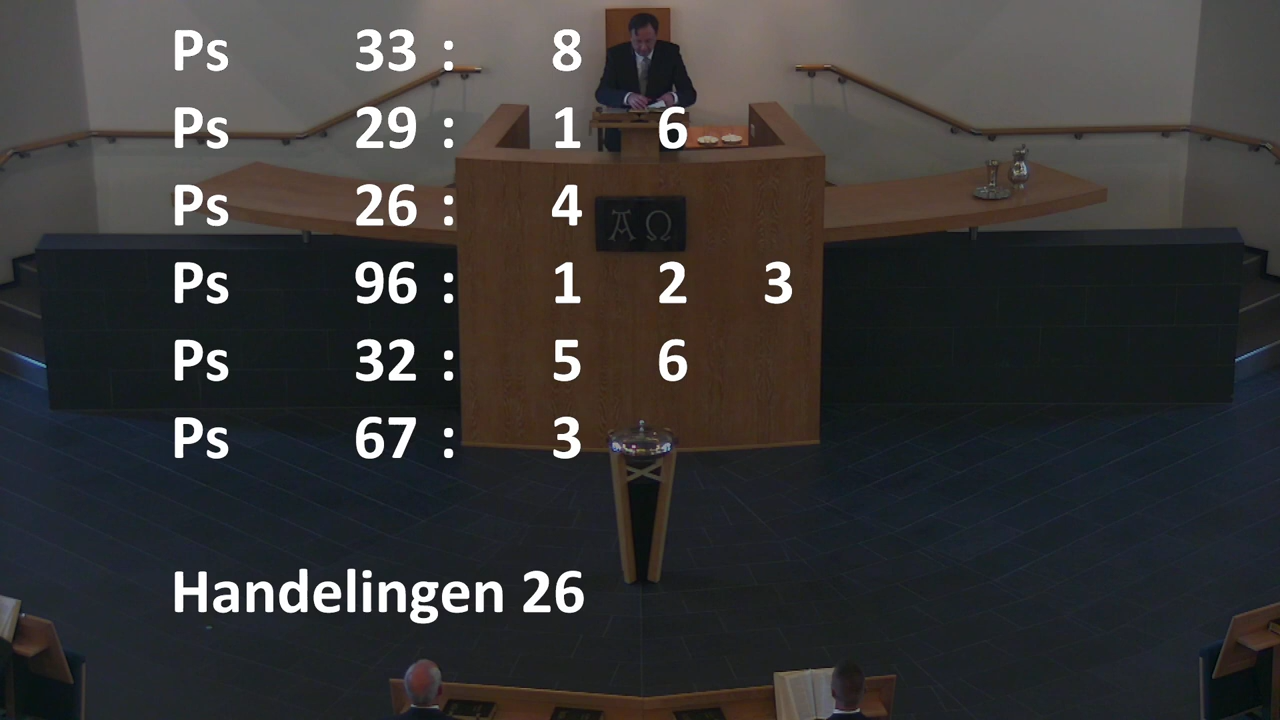 Ps 33 : 8
Ps 29 : 1 6
Ps 26 : 4
Α Ω
Ps 96 : 1 2 3
Ps 32 : 5 6
Ps 67 : 3
Handelingen 26